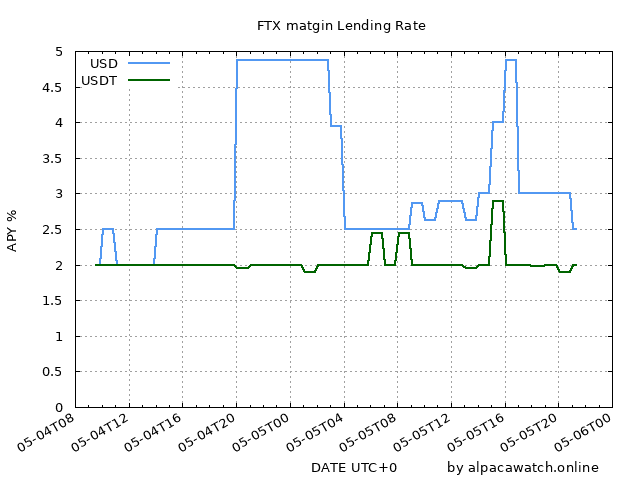 FTX matgin Lending Rate
USD
USDT
APY %
5
4.5
4
3.5
3
2.5
2
1.5
1
0.5
0
05-04T08
05-04T12
05-04T16
05-04T20
05-05T00
05-05T04
05-05T08
05-05T12
05-05T16
05-05T20
05-06T00
DATE UTC+0
by alpacawatch.online